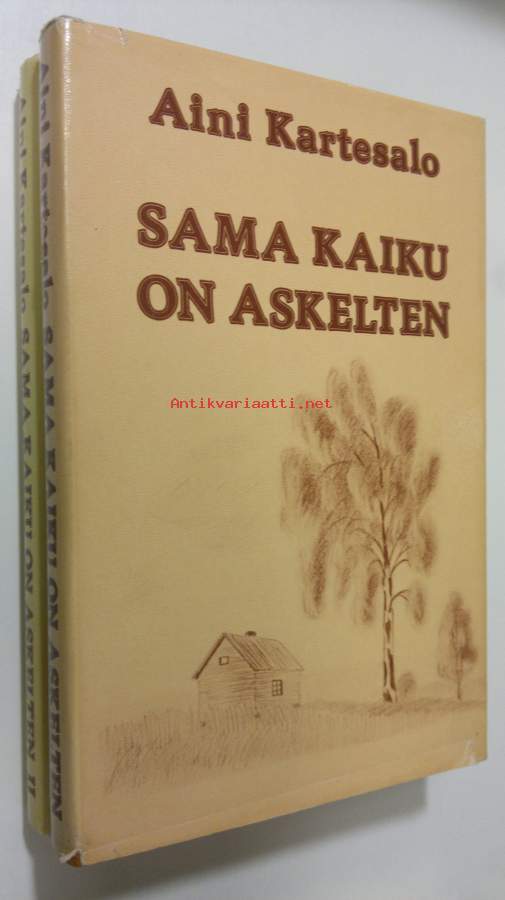 Aini Kartesalo
SAMA KAIKU
ON ASKELTEN
Antikvariaatti.net
Aini Kartesalo SAMA KAIKU ON ASKELTEN
Aini Kartesalo SAMA KAIKU ON ASKELTEN II